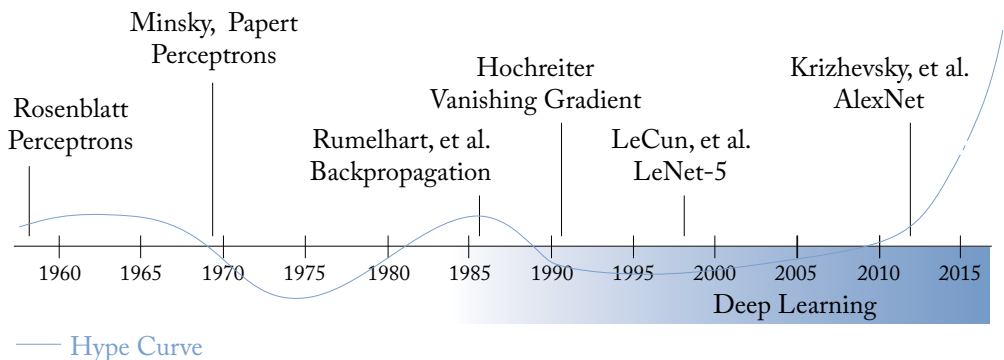 Minsky, Papert
Perceptrons
Hochreiter
Vanishing Gradient
Krizhevsky, et al.
AlexNet
Rosenblatt
Perceptrons
Rumelhart, et al.
Backpropagation
LeCun, et al.
LeNet-5
1960 1965 1970 1975 1980 1985 1990 1995 2000 2005 2010 2015
Deep Learning
Hype Curve